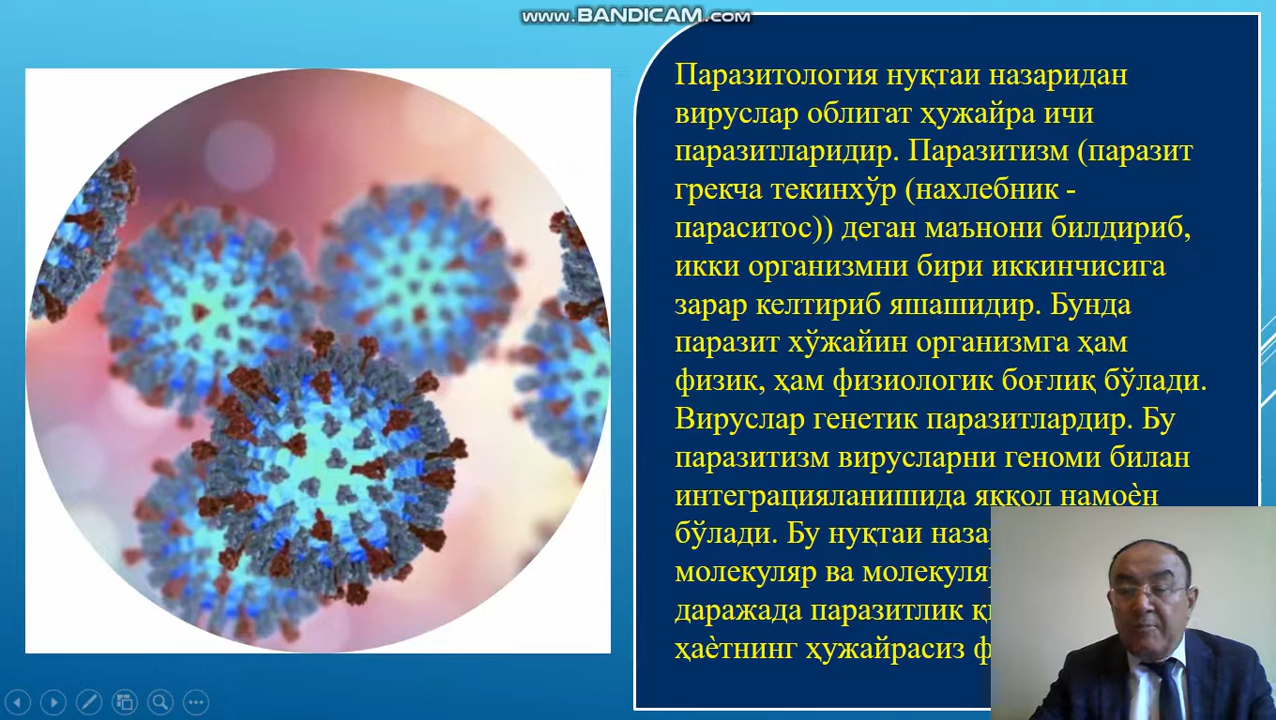 www.BANDICAM.com
Паразитология нуқтаи назаридан
вируслар облигат ҳужайра ичи
паразитларидир. Паразитизм (паразит
грекча текинхўр (нахлебник -
параситос)) деган маънони билдириб,
икки организмни бири иккинчисига
зарар келтириб яшашидир. Бунда
паразит хўжайин организмга ҳам
физик, ҳам физиологик боғлиқ бўлади.
Вируслар генетик паразитлардир. Бу
паразитизм вирусларни геноми билан
интеграцияланишида яққол намоѐн
бўлади. Бу нуқтаи
молекуляр ва
даражада паразитлик
ҳаѐтнинг ҳужайрасиз